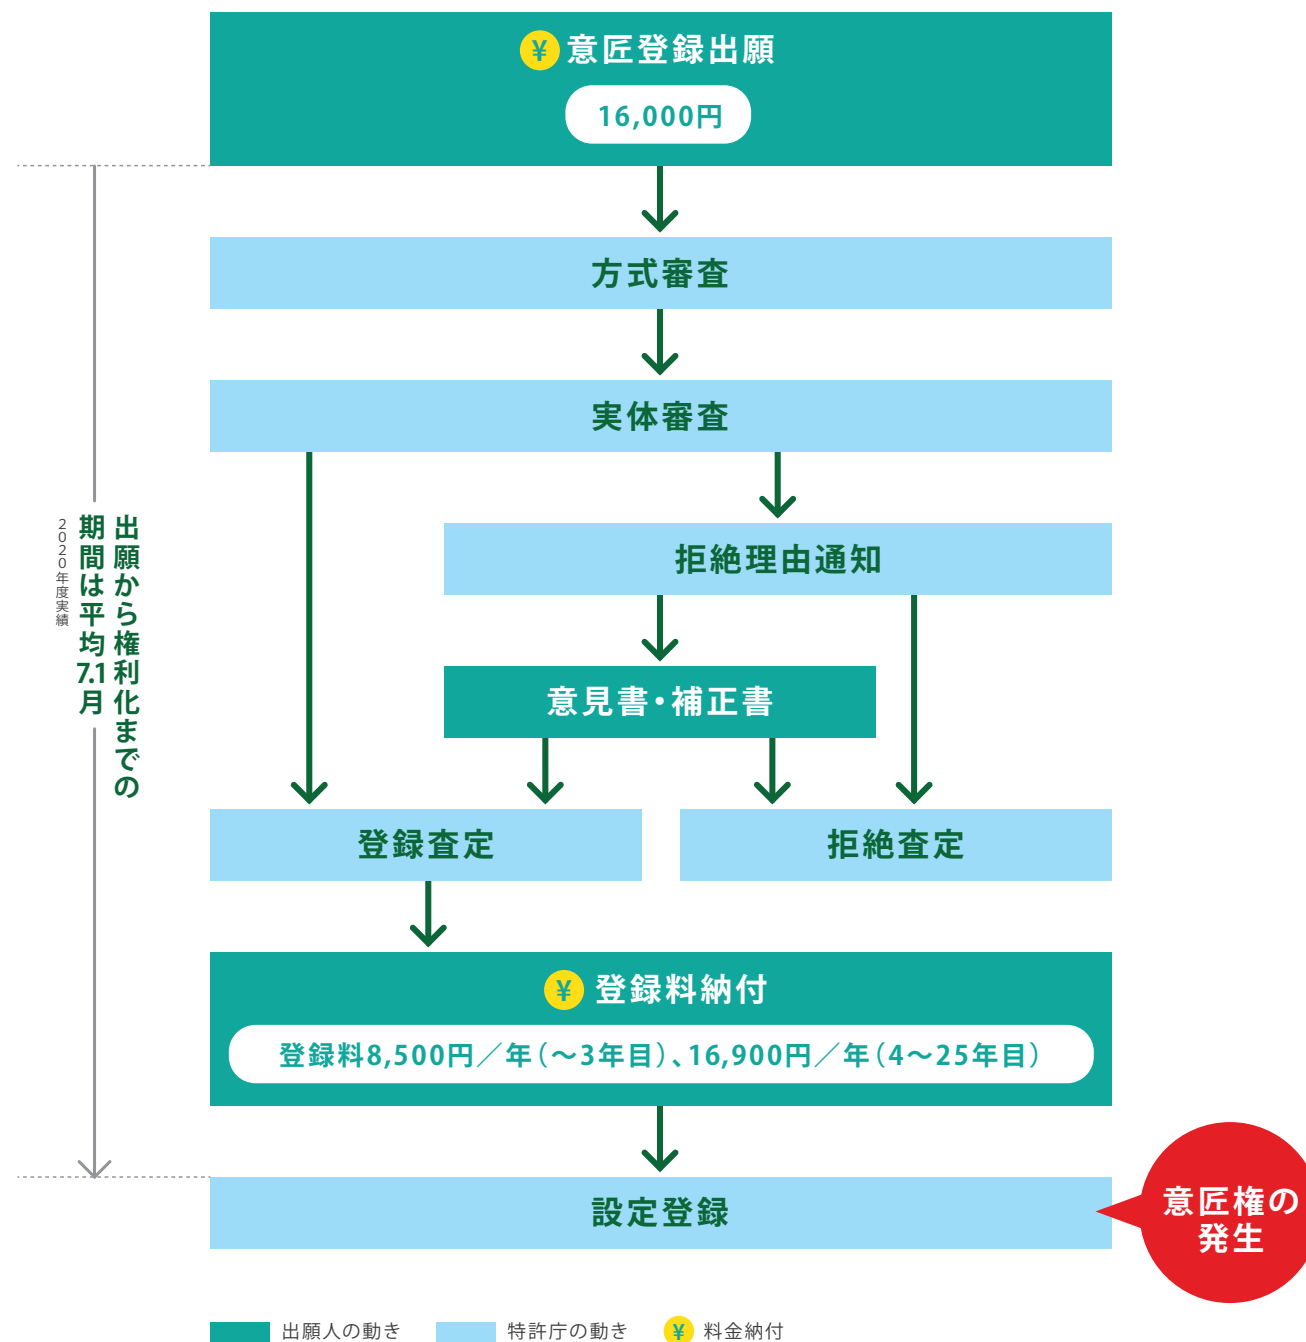 ¥ 意匠登録出願
16,000円
方式審査
実体審査
拒絶理由通知
意見書・補正書
登録査定
拒絶査定
¥ 登録料納付
登録料8,500円／年（～3年目）、16,900円／年（4～25年目）
設定登録
意匠権の
発生
出願から権利化までの
期間は平均7.1月
2020年度実績
出願人の動き
特許庁の動き
¥ 料金納付